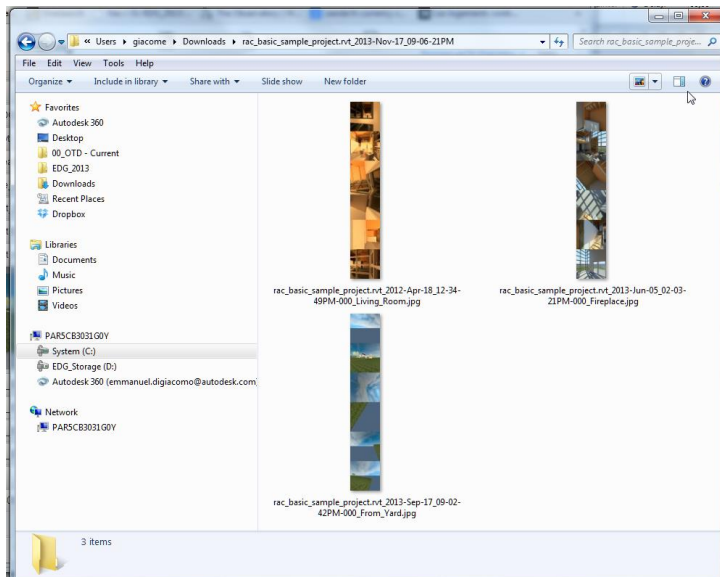 « Users ▸ giacome ▸ Downloads ▸ rac_basic_sample_project.rvt_2013-Nov-17_09-06-21PM
Search rac_basic_sample_proje...
File Edit View Tools Help
Organize Include in library Share with Slide show New folder
Favorites
Autodesk 360
Desktop
00_OTD - Current
EDG_2013
Downloads
Recent Places
Dropbox
Libraries
Documents
Music
Pictures
Videos
PAR5CB3031G0Y
System (C:)
EDG_Storage (D:)
Autodesk 360 (emmanuel.digiacomo@autodesk.com)
Network
PAR5CB3031G0Y
rac_basic_sample_project.rvt_2012-Apr-18_12-34-
49PM-000_Living_Room.jpg
rac_basic_sample_project.rvt_2013-Jun-05_02-03-
21PM-000_Fireplace.jpg
rac_basic_sample_project.rvt_2013-Sep-17_09-02-
42PM-000_From_Yard.jpg
3 items